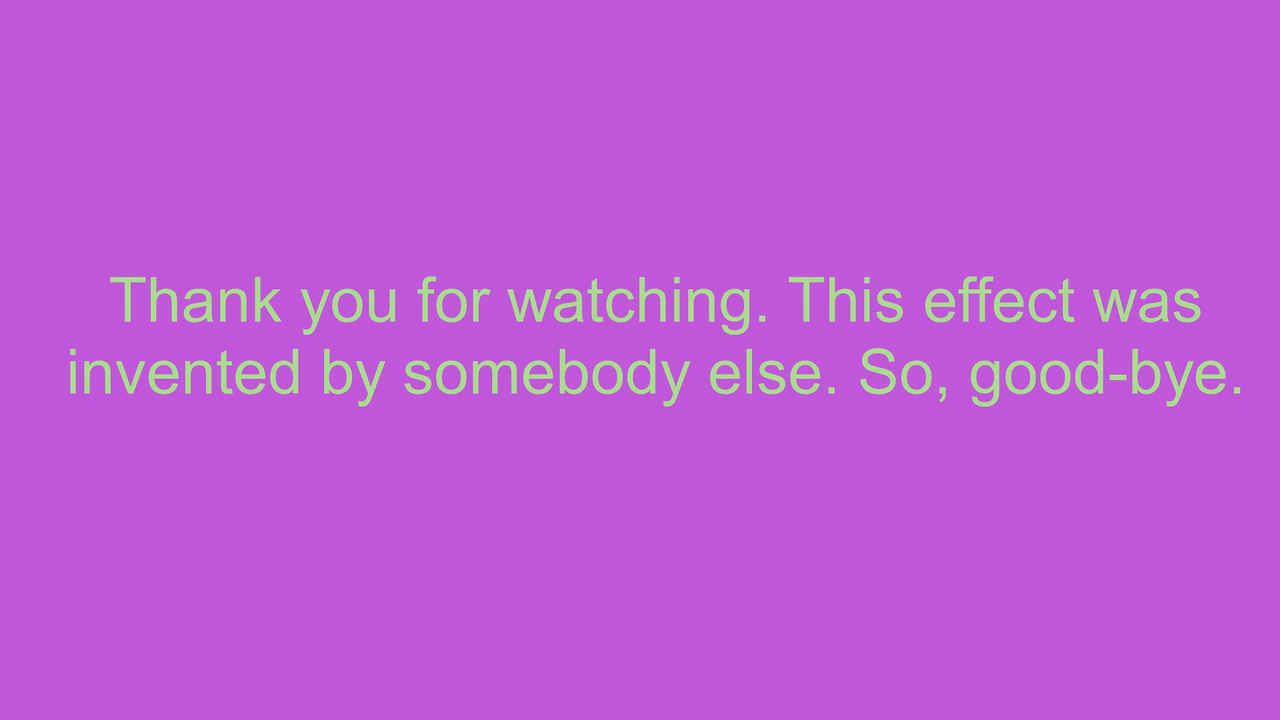 Thank you for watching. This effect was
invented by somebody else. So, good-bye.